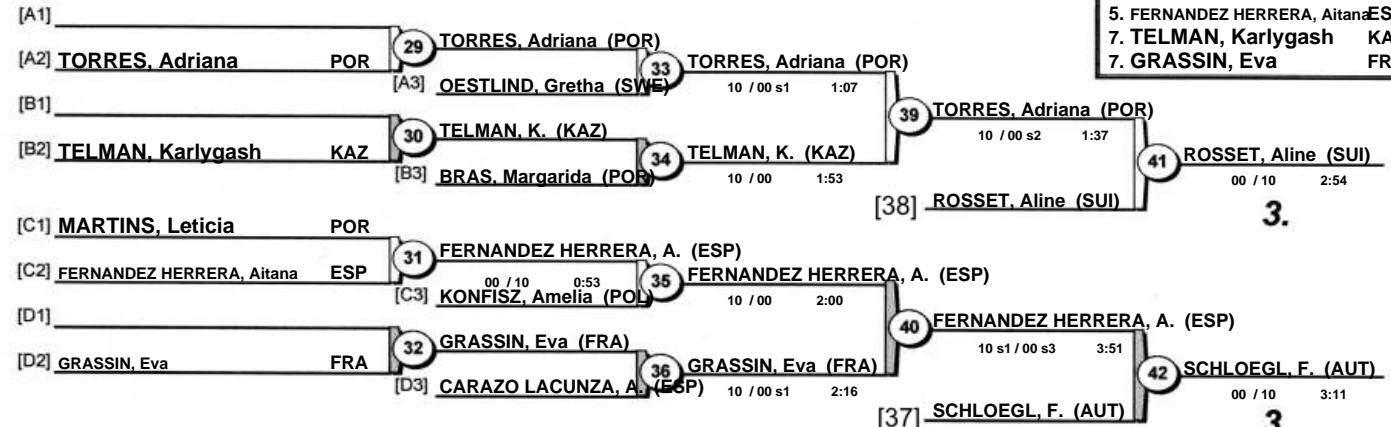 5. FERNANDEZ HERRERA, Aitana ES
7. TELMAN, Karlygash KA
7. GRASSIN, Eva FR
[A1]
[A2] TORRES, Adriana POR
29
TORRES, Adriana (POR)
[A3] OESTLIND, Gretha (SWE)
33
TORRES, Adriana (POR)
10 / 00 s1 1:07
[B1]
[B2] TELMAN, Karlygash KAZ
30
TELMAN, K. (KAZ)
[B3] BRAS, Margarida (POR)
34
TELMAN, K. (KAZ)
10 / 00 1:53
39
TORRES, Adriana (POR)
10 / 00 s2 1:37
[38] ROSSET, Aline (SUI)
41
ROSSET, Aline (SUI)
00 / 10 2:54
3.
[C1] MARTINS, Leticia POR
[C2] FERNANDEZ HERRERA, Aitana ESP
31
FERNANDEZ HERRERA, A. (ESP)
00 / 10 0:53
[C3] KONFISZ, Amelia (POL)
35
FERNANDEZ HERRERA, A. (ESP)
10 / 00 2:00
[D1]
[D2] GRASSIN, Eva FRA
32
GRASSIN, Eva (FRA)
[D3] CARAZO LACUNZA, A. (ESP)
36
GRASSIN, Eva (FRA)
10 / 00 s1 2:16
40
FERNANDEZ HERRERA, A. (ESP)
10 s1 / 00 s3 3:51
[37] SCHLOEGL, F. (AUT)
42
SCHLOEGL, F. (AUT)
00 / 10 3:11
3